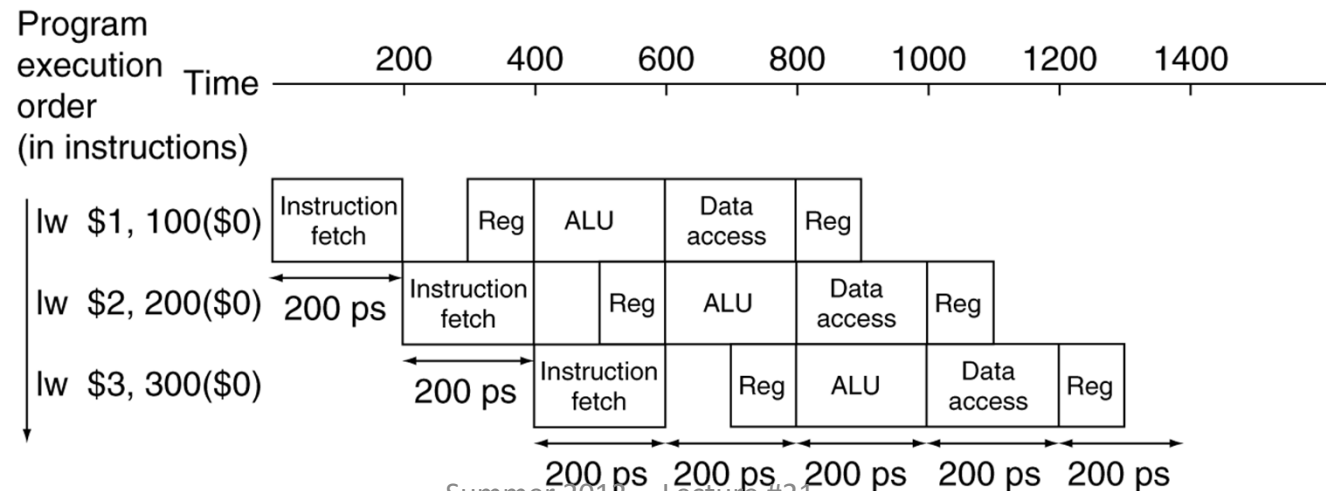 Program
execution
order
(in instructions)
Time
200 400 600 800 1000 1200 1400
lw $1, 100($0)
Instruction
fetch
Reg
ALU
Data
access
Reg
200 ps
lw $2, 200($0)
Instruction
fetch
Reg
ALU
Data
access
Reg
200 ps
lw $3, 300($0)
Instruction
fetch
Reg
ALU
Data
access
Reg
200 ps 200 ps 200 ps 200 ps 200 ps
Lecture #21